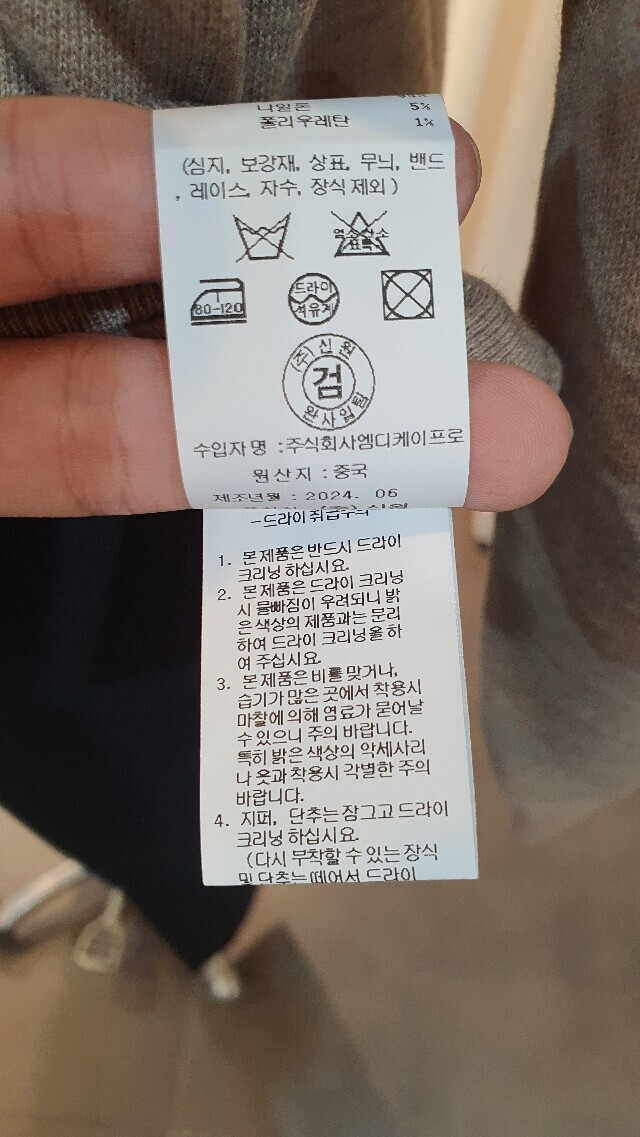 나일론 5%
폴리우레탄 1%
(심지, 보강재, 상표, 무늬, 밴드
, 레이스, 자수, 장식 제외)
염소산소
표백
80-120
드라이
석유계
(주)신원
검
완사입팀
수입자명 :주식회사엠디케이프로
원산지 : 중국
제조년월 : 2024. 06
-드라이취급주의
1. 본제품은 반드시 드라이
크리닝 하십시요.
2. 본제품은 드라이 크리닝
시 물빠짐이 우려되니 밝
은색상의 제품과는 분리
하여 드라이 크리닝을 하
여 주십시요.
3. 본제품은비를 맞거나,
습기가 많은 곳에서 착용시
마찰에 의해 염료가 묻어날
수 있으니 주의 바랍니다.
특히 밝은색상의 악세사리
나 옷과 착용시 각별한 주의
바랍니다.
4. 지퍼, 단추는잠그고 드라이
크리닝 하십시요.
(다시 부착할 수 있는 장식
및 단추는 떼어서 드라이